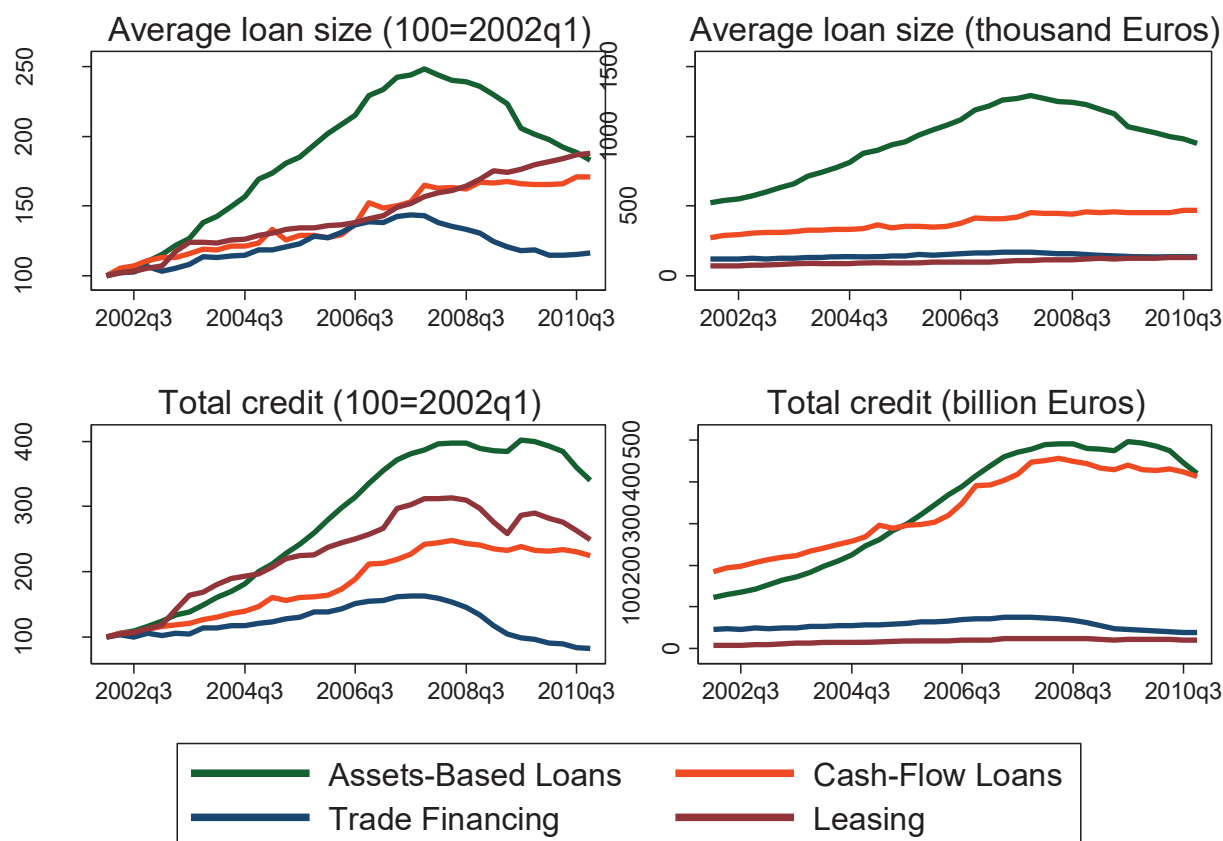 Average loan size (100=2002q1)
250
200
150
100
2002q3 2004q3 2006q3 2008q3 2010q3
Average loan size (thousand Euros)
1500
1000
500
0
2002q3 2004q3 2006q3 2008q3 2010q3
Total credit (100=2002q1)
400
300
200
100
2002q3 2004q3 2006q3 2008q3 2010q3
Total credit (billion Euros)
500
400
300
200
100
0
2002q3 2004q3 2006q3 2008q3 2010q3
Assets-Based Loans Cash-Flow Loans
Trade Financing Leasing